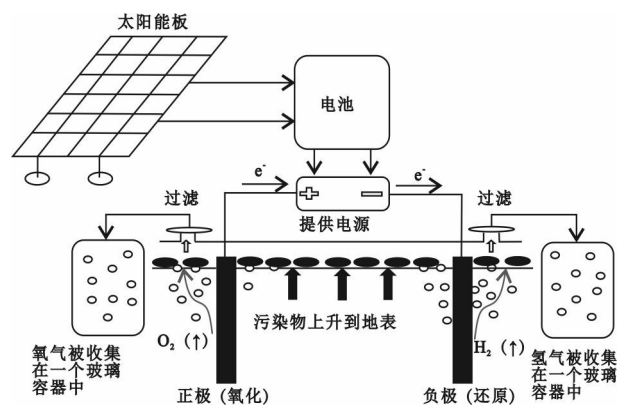 太阳能板
电池
e⁻
e⁻
过滤
过滤
提供电源
O₂ (↑)
污染物上升到地表
H₂ (↑)
氧气被收集
在一个玻璃
容器中
氢气被收集
在一个玻璃
容器中
正极 (氧化)
负极 (还原)